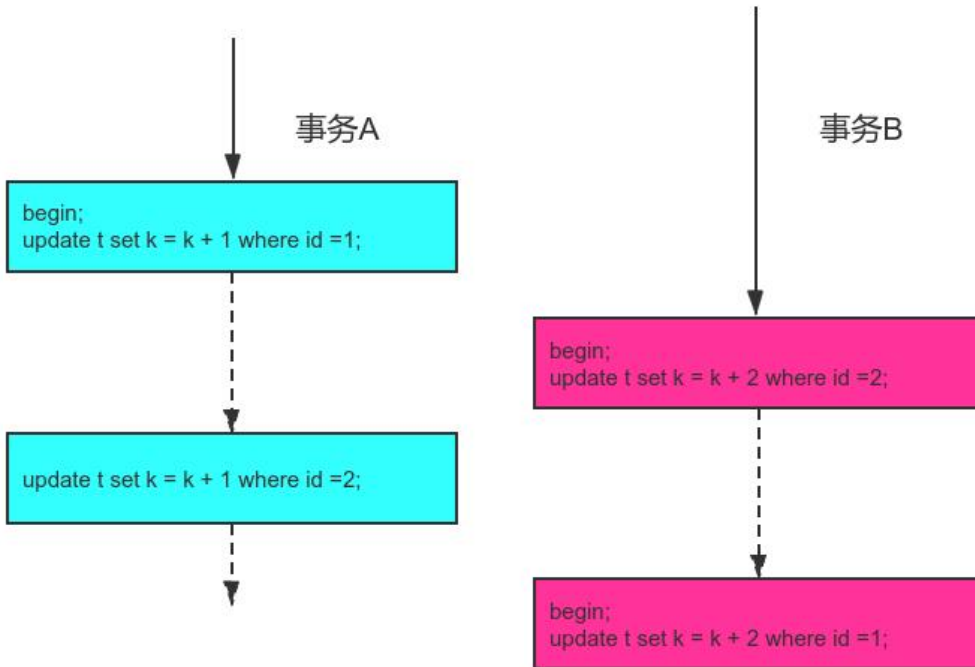 事务A
事务B
begin;
update t set k = k + 1 where id =1;
begin;
update t set k = k + 2 where id =2;
update t set k = k + 1 where id =2;
begin;
update t set k = k + 2 where id =1;